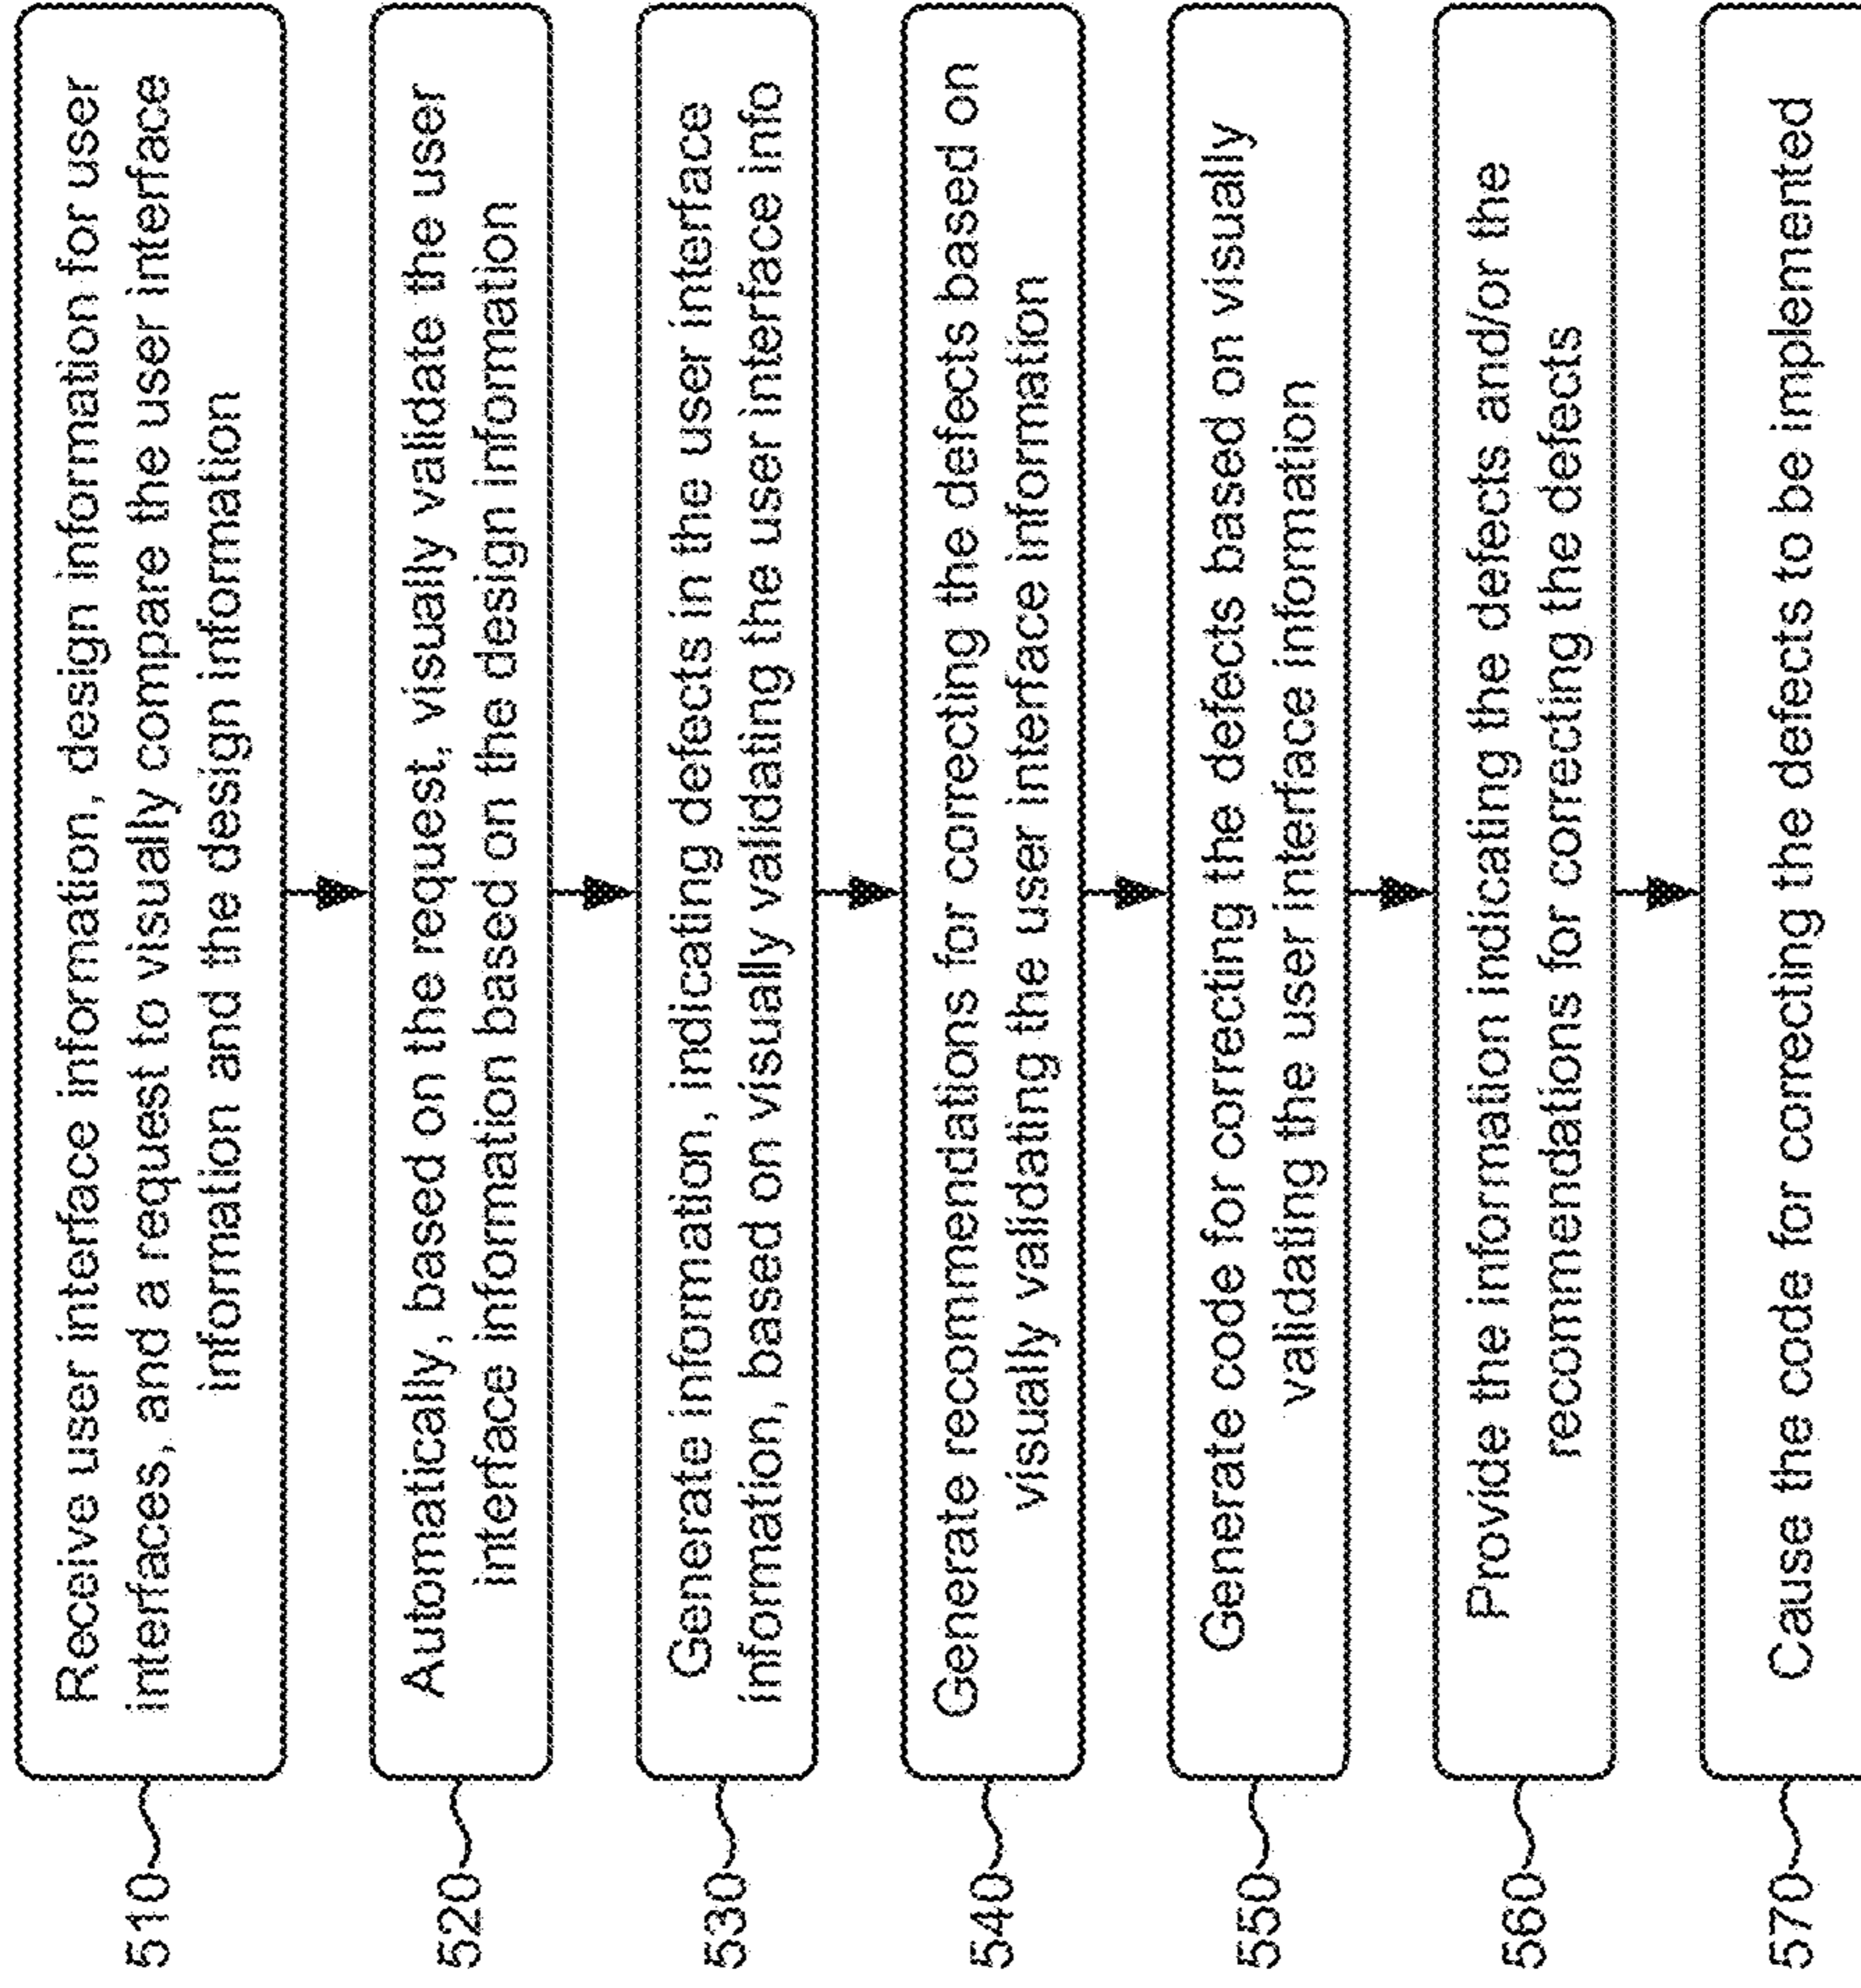 510
Receive user interface information, design information for user
interfaces, and a request to visually compare the user interface
information and the design information
520
Automatically, based on the request, visually validate the user
interface information based on the design information
530
Generate information, indicating defects in the user interface
information, based on visually validating the user interface info
540
Generate recommendations for correcting the defects based on
visually validating the user interface information
550
Generate code for correcting the defects based on visually
validating the user interface information
560
Provide the information indicating the defects and/or the
recommendations for correcting the defects
570
Cause the code for correcting the defects to be implemented